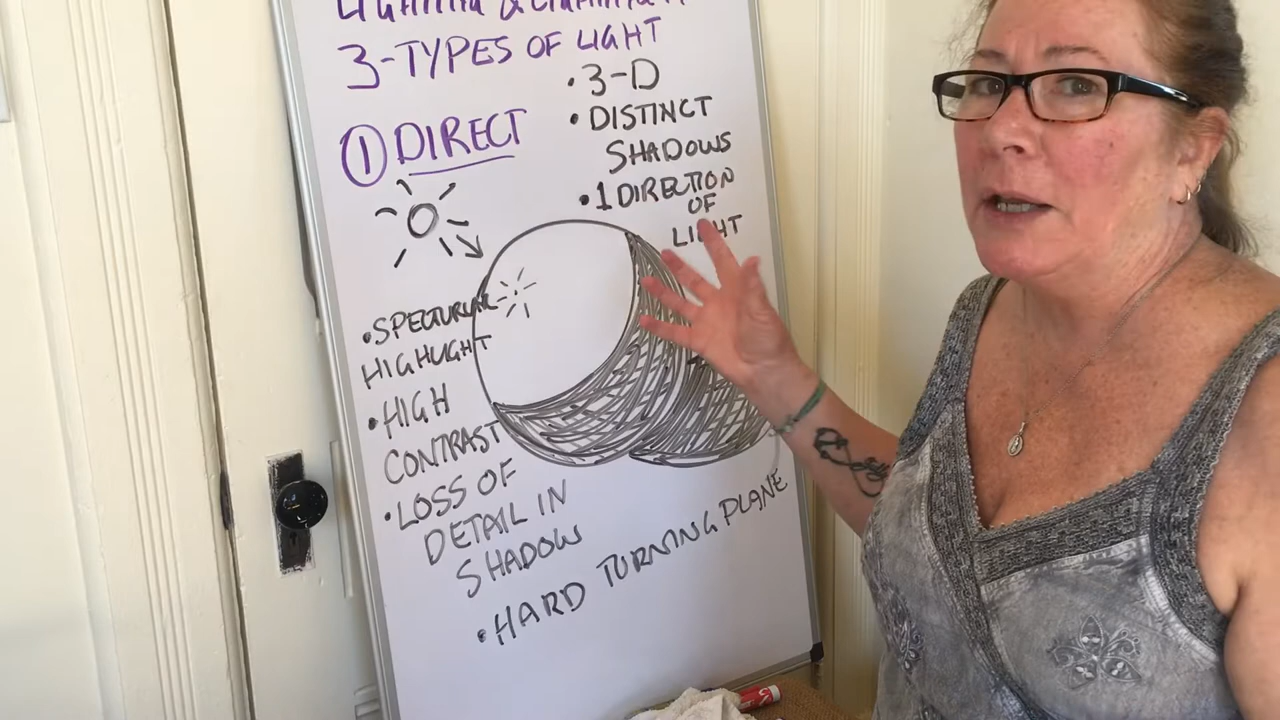 3-TYPES OF LIGHT
① DIRECT
• 3-D
• DISTINCT
SHADOWS
• 1 DIRECTION
OF
LIGHT
• SPECTURLAR
HIGHLIGHT
• HIGH
CONTRAST
• LOSS OF
DETAIL IN
SHADOW
• HARD TURNING PLANE